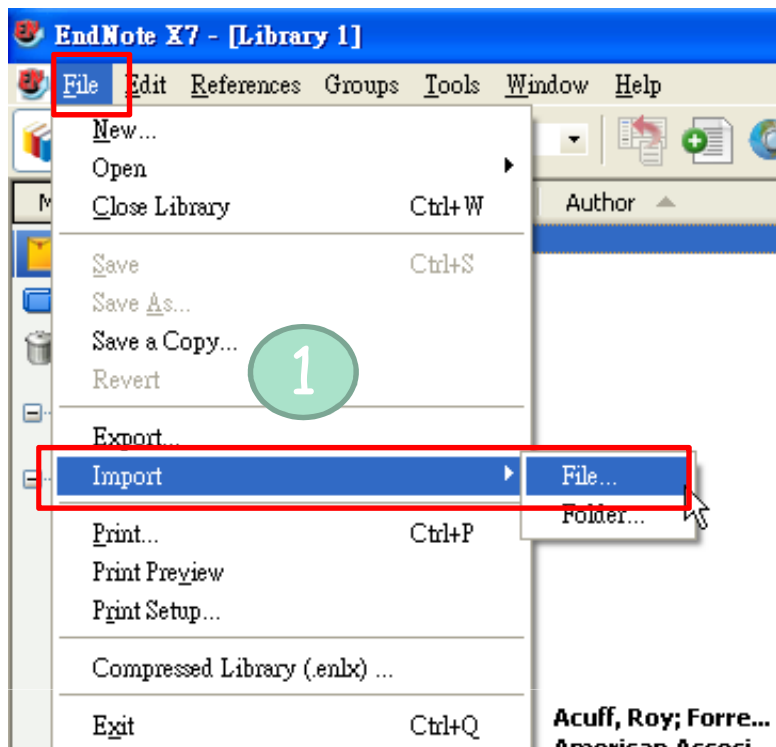 EndNote X7 - [Library 1]
File Edit References Groups Tools Window Help
New...
Open
Close Library Ctrl+W
Author
Save Ctrl+S
Save As...
Save a Copy...
1
Revert
Export...
Import File...
Folder...
Print... Ctrl+P
Print Preview
Print Setup...
Compressed Library (.enlx) ...
Exit Ctrl+Q
Acuff, Roy; Forre...
American Associ...